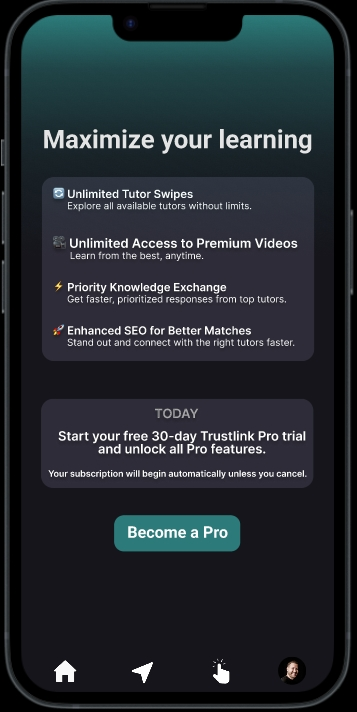 Maximize your learning
Unlimited Tutor Swipes
Explore all available tutors without limits.
Unlimited Access to Premium Videos
Learn from the best, anytime.
Priority Knowledge Exchange
Get faster, prioritized responses from top tutors.
Enhanced SEO for Better Matches
Stand out and connect with the right tutors faster.
TODAY
Start your free 30-day Trustlink Pro trial
and unlock all Pro features.
Your subscription will begin automatically unless you cancel.
Become a Pro